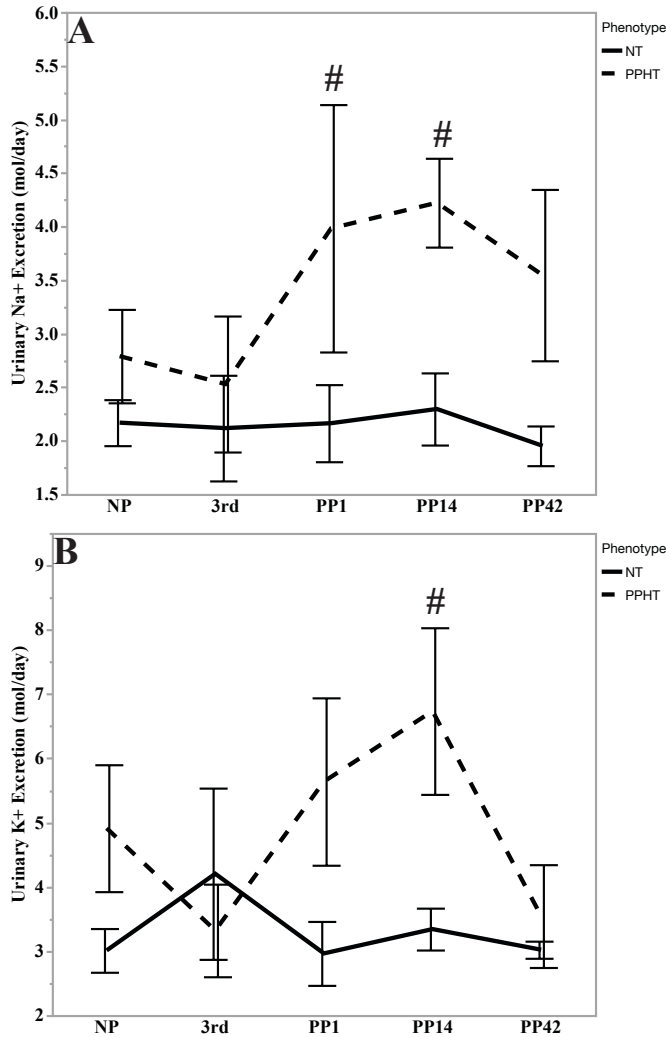 A
Phenotype
NT
PPHT
Urinary Na+ Excretion (mol/day)
6.0
5.5
5.0
4.5
4.0
3.5
3.0
2.5
2.0
1.5
#
#
NP 3rd PP1 PP14 PP42
B
Phenotype
NT
PPHT
Urinary K+ Excretion (mol/day)
9
8
7
6
5
4
3
2
#
NP 3rd PP1 PP14 PP42